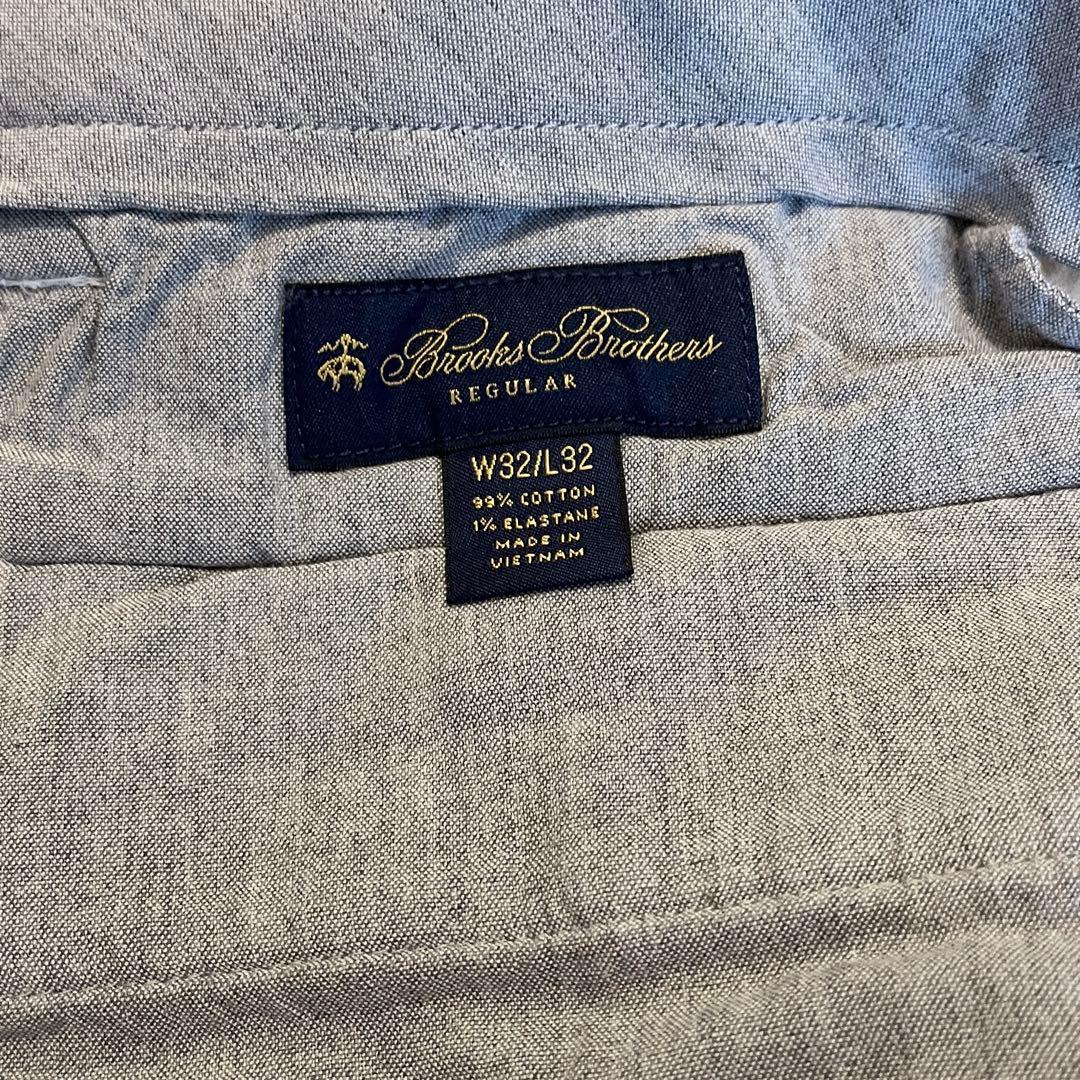 Brooks Brothers
REGULAR
W32/L32
99% COTTON
1% ELASTANE
MADE IN
VIETNAM